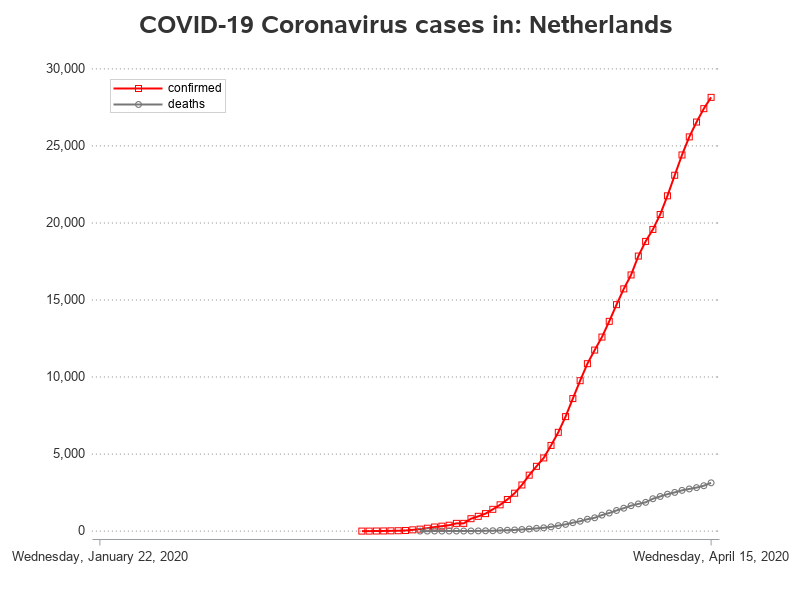 COVID-19 Coronavirus cases in: Netherlands
30,000
confirmed
deaths
25,000
20,000
15,000
10,000
5,000
0
Wednesday, January 22, 2020 Wednesday, April 15, 2020